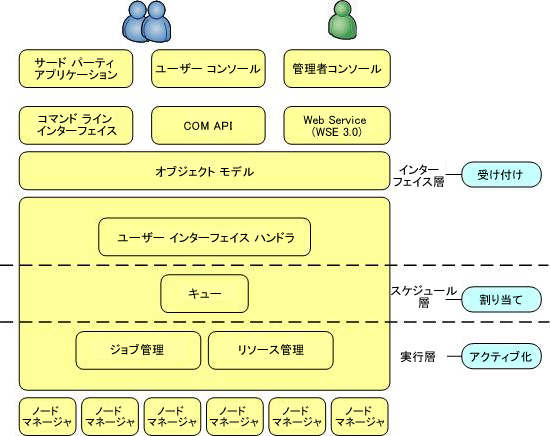 サード パーティ
アプリケーション
ユーザー コンソール
管理者コンソール
コマンド ライン
インターフェイス
COM API
Web Service
(WSE 3.0)
オブジェクト モデル
インター
フェイス層
受け付け
ユーザー インターフェイス ハンドラ
キュー
スケジュール
層
割り当て
ジョブ管理
リソース管理
実行層
アクティブ化
ノード
マネージャ
ノード
マネージャ
ノード
マネージャ
ノード
マネージャ
ノード
マネージャ
ノード
マネージャ